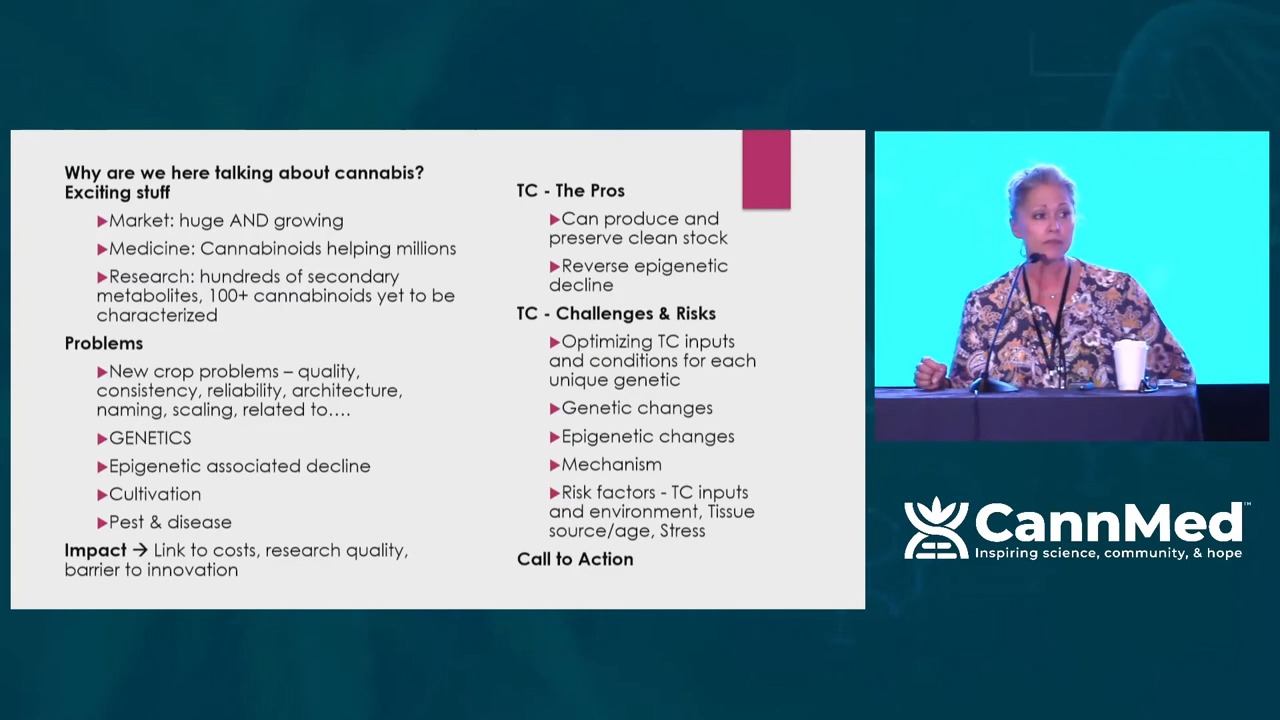 Why are we here talking about cannabis?
Exciting stuff
▶Market: huge AND growing
▶Medicine: Cannabinoids helping millions
▶Research: hundreds of secondary
metabolites, 100+ cannabinoids yet to be
characterized
Problems
▶New crop problems – quality,
consistency, reliability, architecture,
naming, scaling, related to….
▶GENETICS
▶Epigenetic associated decline
▶Cultivation
▶Pest & disease
Impact → Link to costs, research quality,
barrier to innovation
TC - The Pros
▶Can produce and
preserve clean stock
▶Reverse epigenetic
decline
TC - Challenges & Risks
▶Optimizing TC inputs
and conditions for each
unique genetic
▶Genetic changes
▶Epigenetic changes
▶Mechanism
▶Risk factors - TC inputs
and environment, Tissue
source/age, Stress
Call to Action
CannMed™
Inspiring science, community, & hope